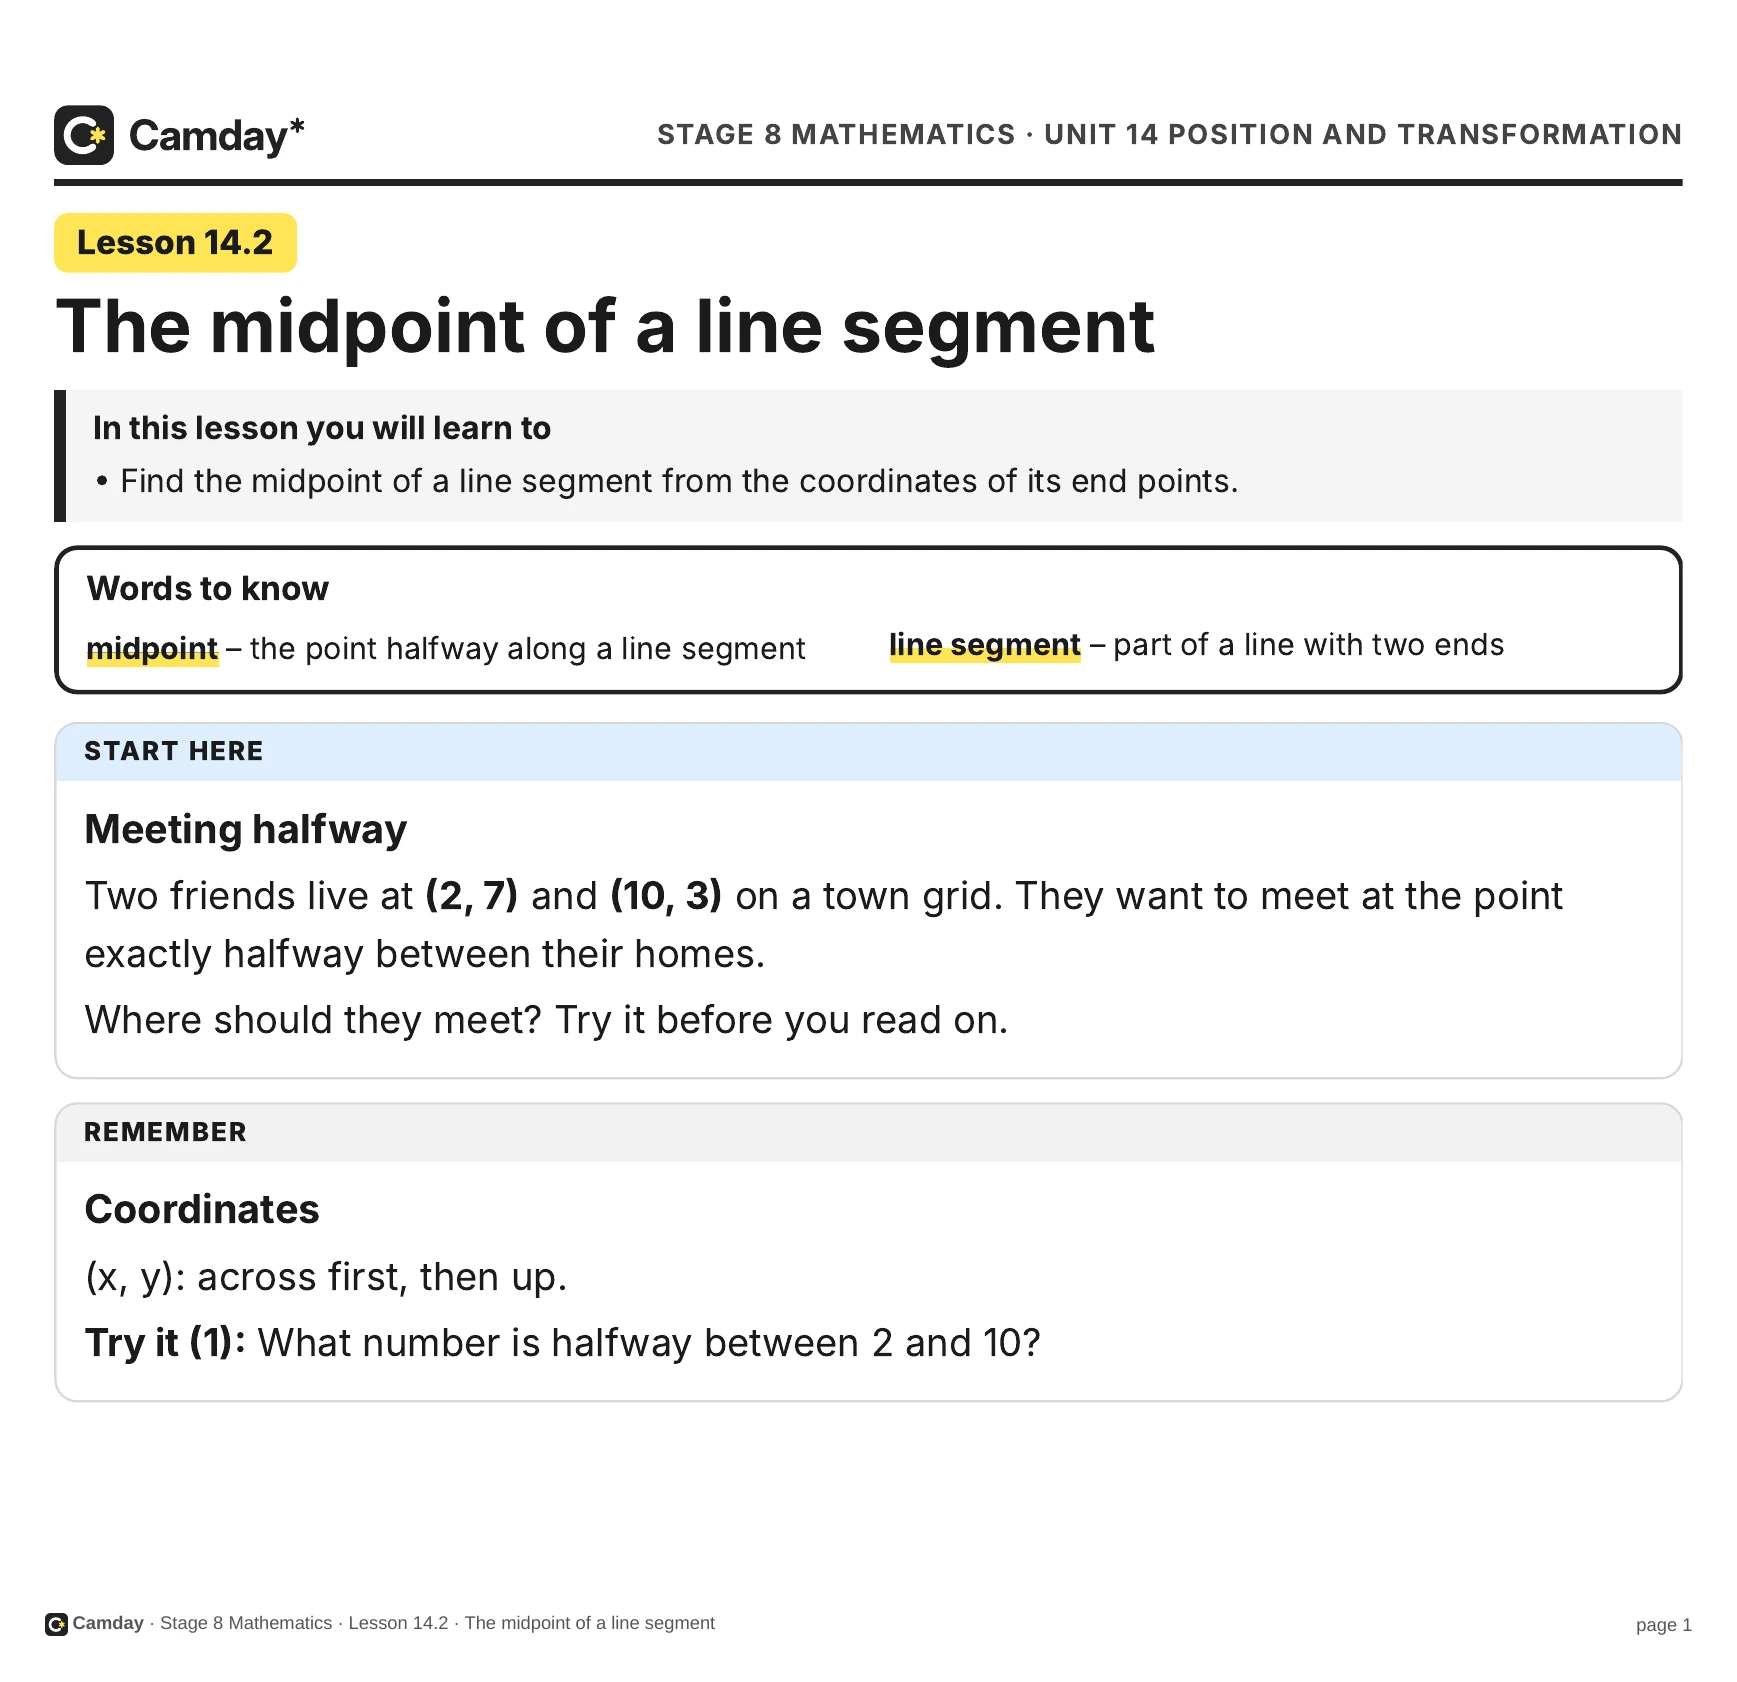 Camday*
STAGE 8 MATHEMATICS · UNIT 14 POSITION AND TRANSFORMATION
Lesson 14.2
The midpoint of a line segment
In this lesson you will learn to
• Find the midpoint of a line segment from the coordinates of its end points.
Words to know
midpoint – the point halfway along a line segment
line segment – part of a line with two ends
START HERE
Meeting halfway
Two friends live at (2, 7) and (10, 3) on a town grid. They want to meet at the point
exactly halfway between their homes.
Where should they meet? Try it before you read on.
REMEMBER
Coordinates
(x, y): across first, then up.
Try it (1): What number is halfway between 2 and 10?
Camday · Stage 8 Mathematics · Lesson 14.2 · The midpoint of a line segment
page 1